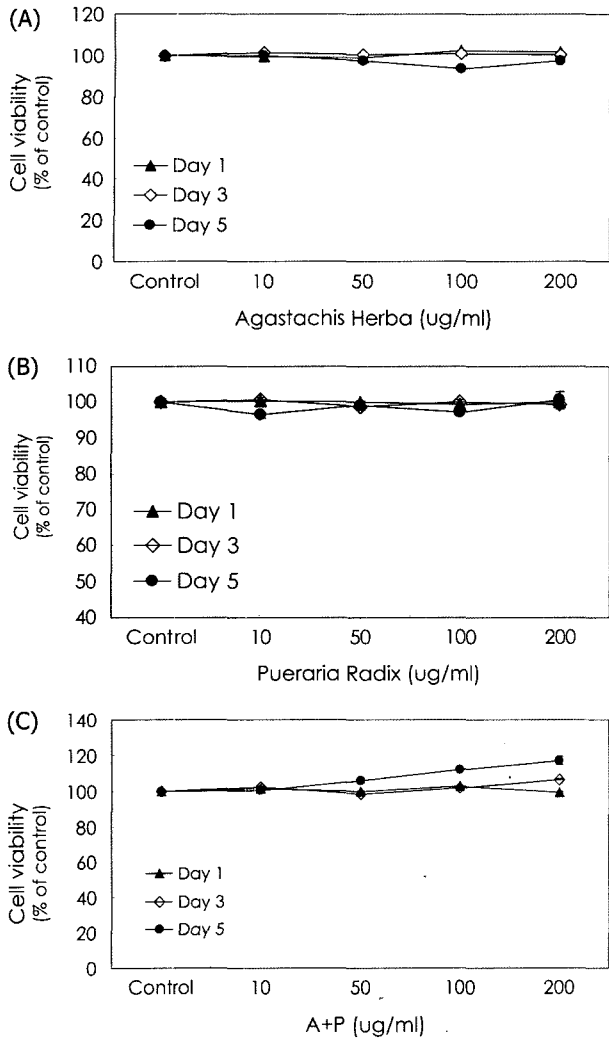 (A)
Cell viability
(% of control)
120
100
80
60
40
20
0
Day 1
Day 3
Day 5
Control 10 50 100 200
Agastachis Herba (ug/ml)
(B)
Cell viability
(% of control)
110
100
90
80
70
60
50
40
Day 1
Day 3
Day 5
Control 10 50 100 200
Pueraria Radix (ug/ml)
(C)
Cell viability
(% of control)
140
120
100
80
60
40
20
0
Day 1
Day 3
Day 5
Control 10 50 100 200
A+P (ug/ml)